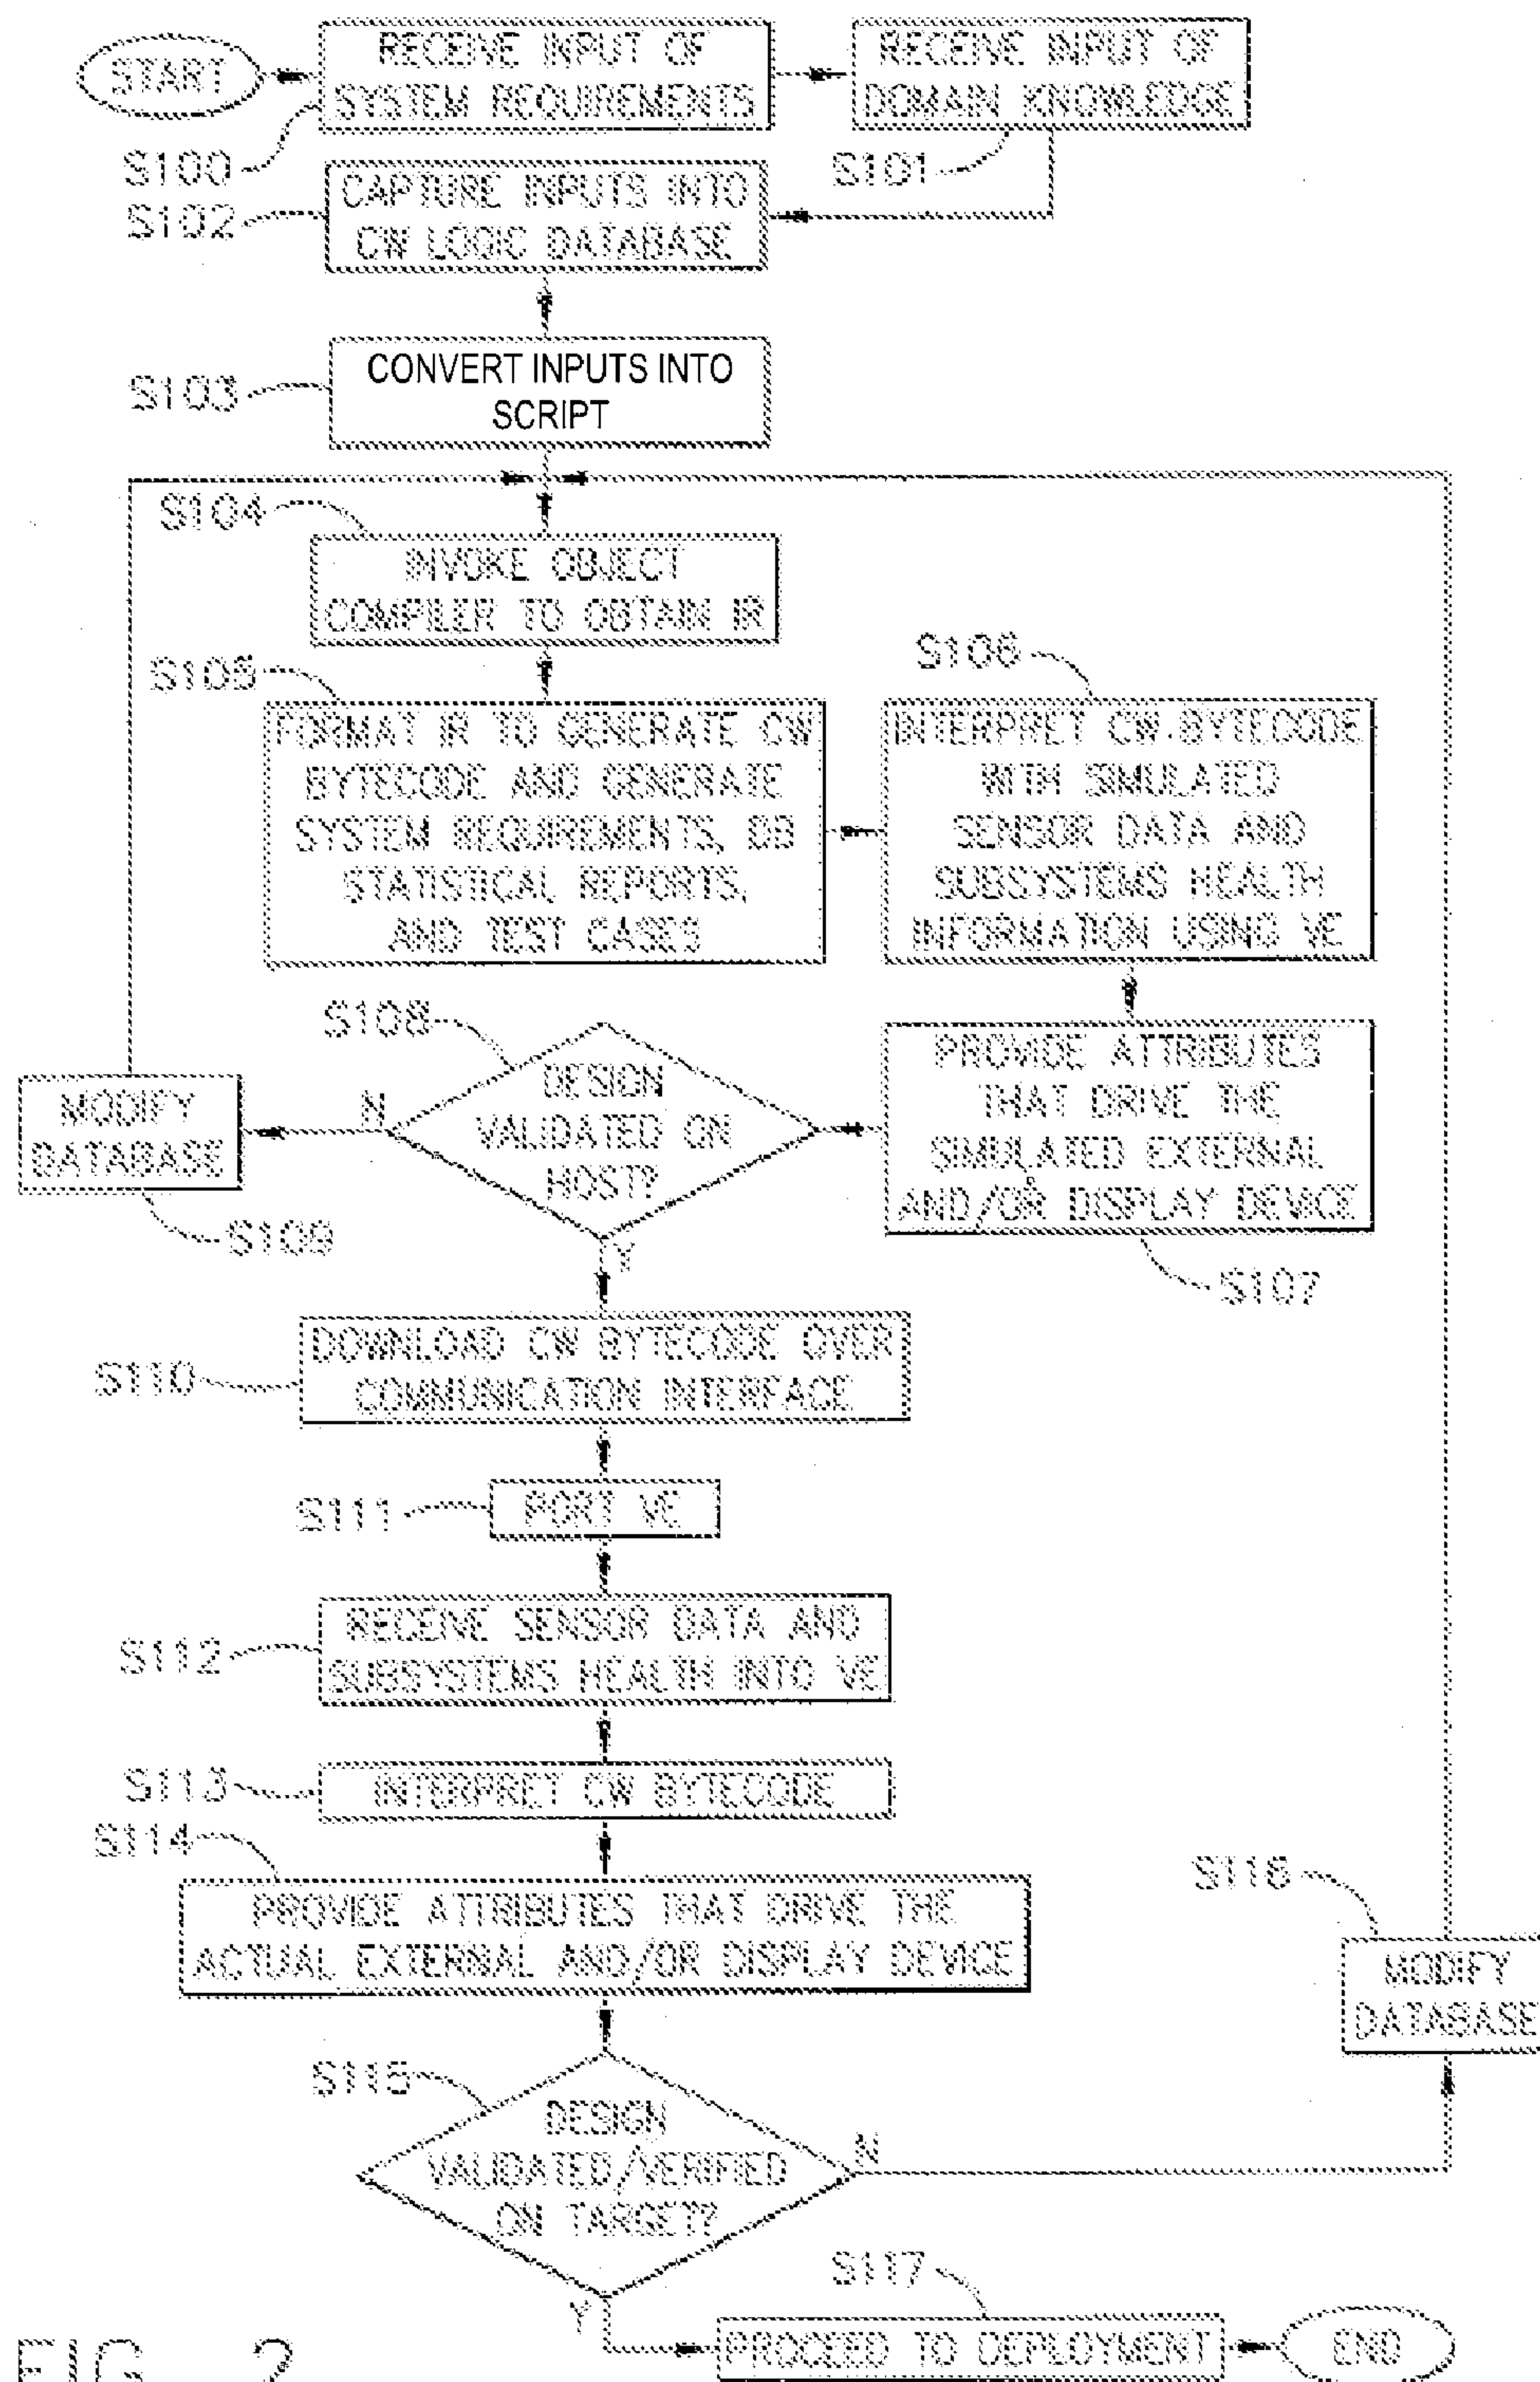 START
RECEIVE INPUT OF
SYSTEM REQUIREMENTS
RECEIVE INPUT OF
DOMAIN KNOWLEDGE
S100
S101
S102
CAPTURE INPUTS INTO
CW LOGIC DATABASE
S103
CONVERT INPUTS INTO
SCRIPT
S104
INVOKE OBJECT
COMPILER TO OBTAIN IR
S105
FORMAT IR TO GENERATE CW
BYTECODE AND GENERATE
SYSTEM REQUIREMENTS, DB
STATISTICAL REPORTS,
AND TEST CASES
S106
INTERPRET CW BYTECODE
WITH SIMULATED
SENSOR DATA AND
SUBSYSTEMS HEALTH
INFORMATION USING VE
S108
DESIGN
VALIDATED ON
HOST?
N
Y
MODIFY
DATABASE
S109
PROVIDE ATTRIBUTES
THAT DRIVE THE
SIMULATED EXTERNAL
AND/OR DISPLAY DEVICE
S107
S110
DOWNLOAD CW BYTECODE OVER
COMMUNICATION INTERFACE
S111
PORT VE
S112
RECEIVE SENSOR DATA AND
SUBSYSTEMS HEALTH INTO VE
S113
INTERPRET CW BYTECODE
S114
PROVIDE ATTRIBUTES THAT DRIVE THE
ACTUAL EXTERNAL AND/OR DISPLAY DEVICE
S116
MODIFY
DATABASE
S115
DESIGN
VALIDATED/VERIFIED
ON TARGET?
N
Y
S117
PROCEED TO DEPLOYMENT
END
FIG. 2